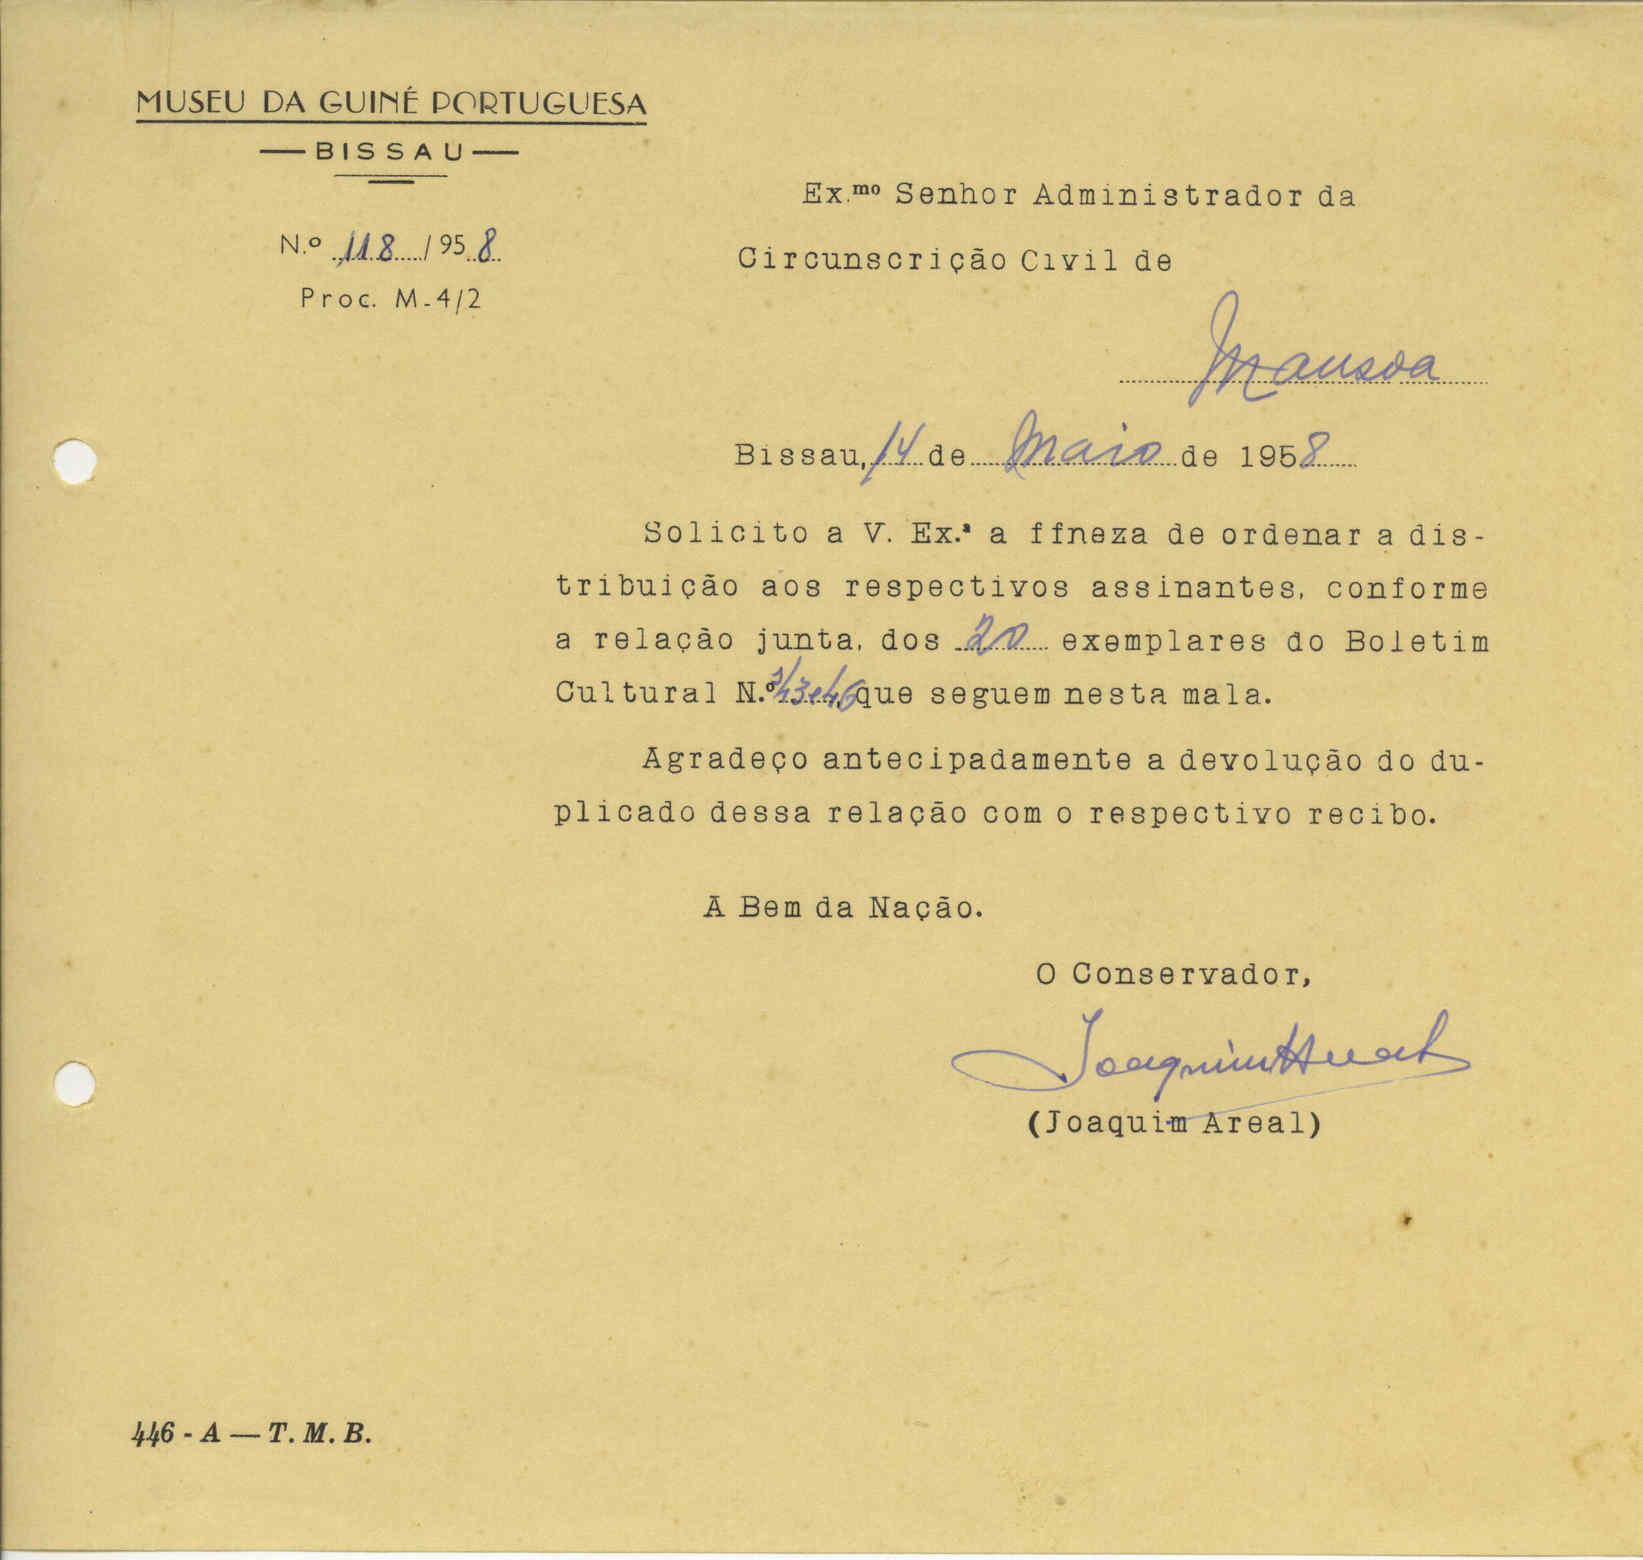 MUSEU DA GUINÉ PORTUGUESA
— BISSAU —
N.º 118 / 958
Proc. M-4/2
Ex.mo Senhor Administrador da
Circunscrição Civil de
Mansoa
Bissau, 14 de Maio de 1958
Solicito a V. Ex.ª a ffneza de ordenar a dis-
tribuição aos respectivos assinantes, conforme
a relação junta, dos 20 exemplares do Boletim
Cultural N.º 43 e 46 que seguem nesta mala.
Agradeço antecipadamente a devolução do du-
plicado dessa relação com o respectivo recibo.
A Bem da Nação.
O Conservador,
Joaquim Areal
(Joaquim Areal)
446 - A — T. M. B.